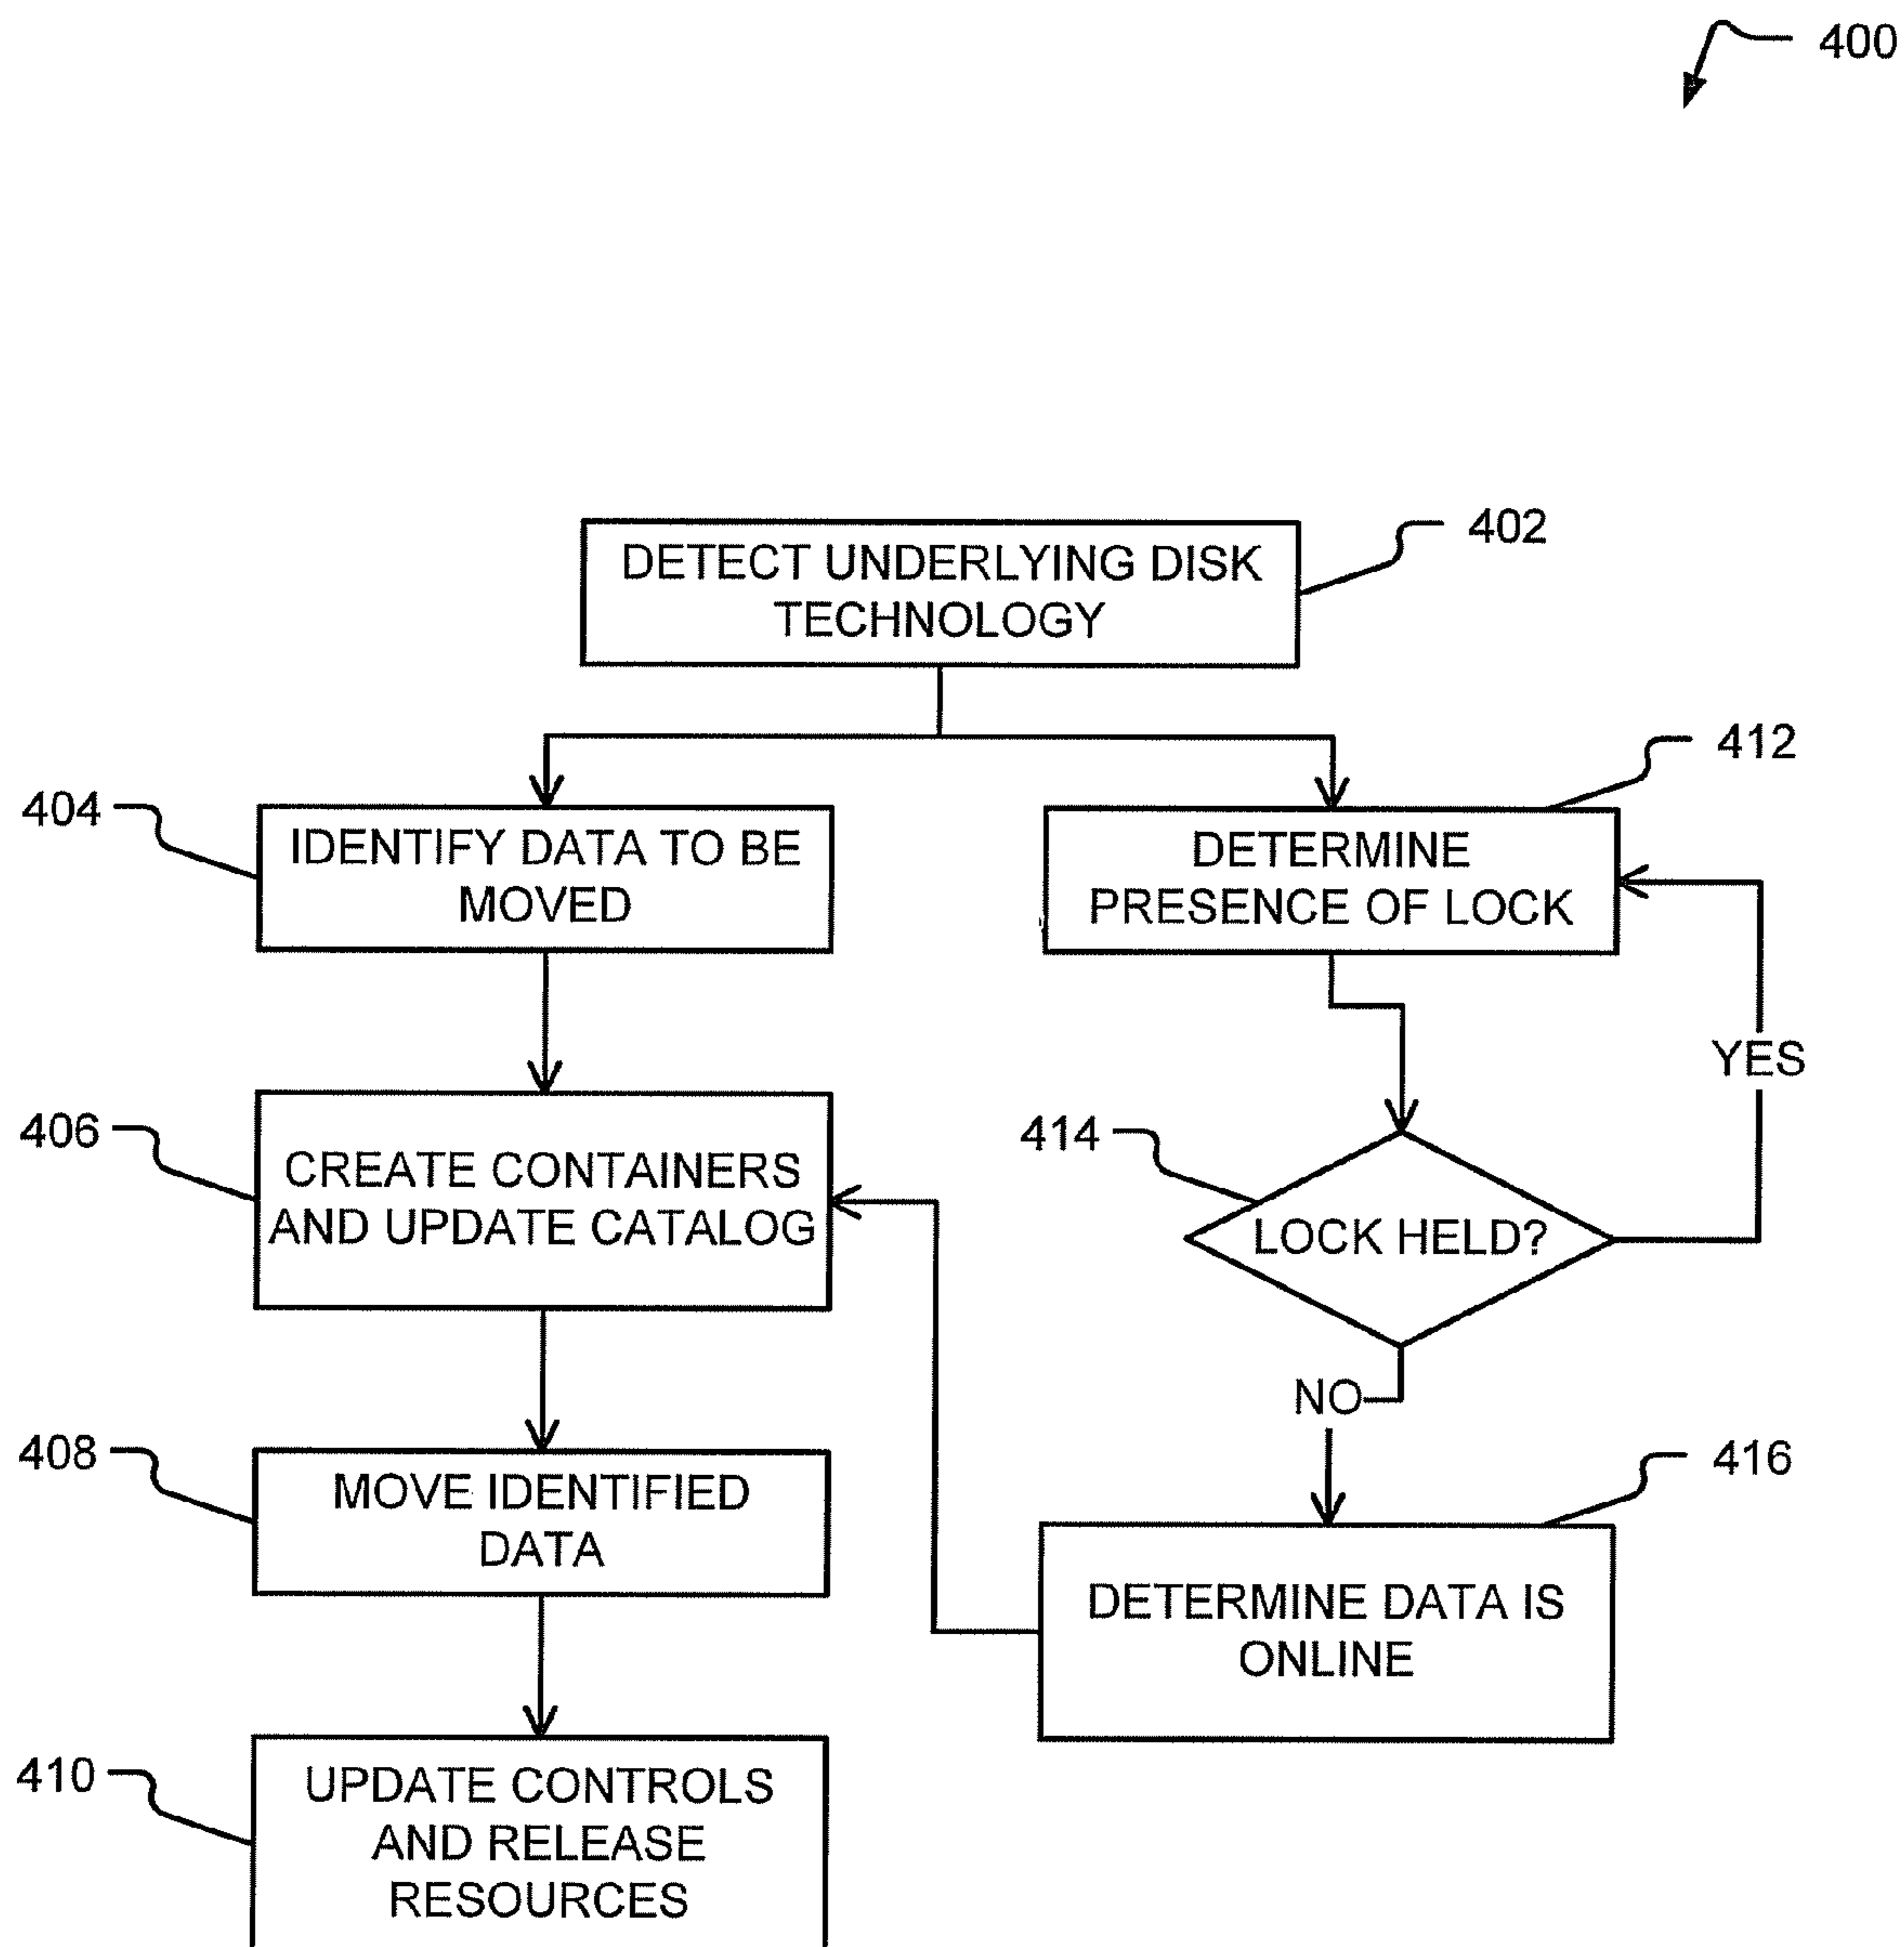 400
DETECT UNDERLYING DISK
TECHNOLOGY
402
404
IDENTIFY DATA TO BE
MOVED
412
DETERMINE
PRESENCE OF LOCK
YES
406
CREATE CONTAINERS
AND UPDATE CATALOG
414
LOCK HELD?
NO
408
MOVE IDENTIFIED
DATA
416
DETERMINE DATA IS
ONLINE
410
UPDATE CONTROLS
AND RELEASE
RESOURCES